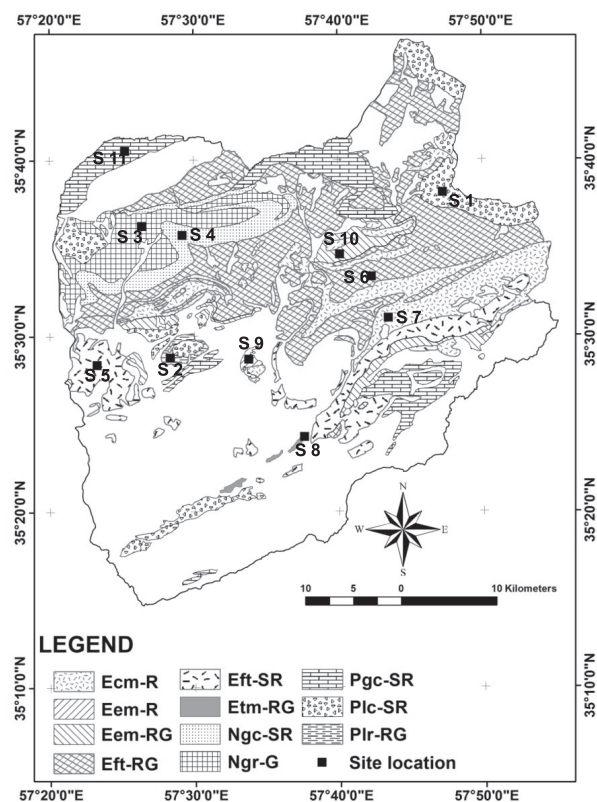 57°20'0"E 57°30'0"E 57°40'0"E 57°50'0"E
35°40'0"N 35°40'0"N
S 11
S 1
S 3 S 4
S 10
S 6
35°30'0"N 35°30'0"N
S 7
S 9
S 2
S 5
S 8
35°20'0"N 35°20'0"N
N
W E
S
10 5 0 10 Kilometers
LEGEND
Ecm-R Eft-SR Pgc-SR
Eem-R Etm-RG Plc-SR
Eem-RG Ngc-SR Plr-RG
Eft-RG Ngr-G Site location
35°10'0"N 35°10'0"N
57°20'0"E 57°30'0"E 57°40'0"E 57°50'0"E